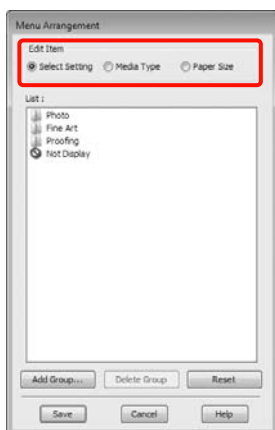 Menu Arrangement
Edit Item
Select Setting Media Type Paper Size
List :
Photo
Fine Art
Proofing
Not Display
Add Group... Delete Group Reset
Save Cancel Help